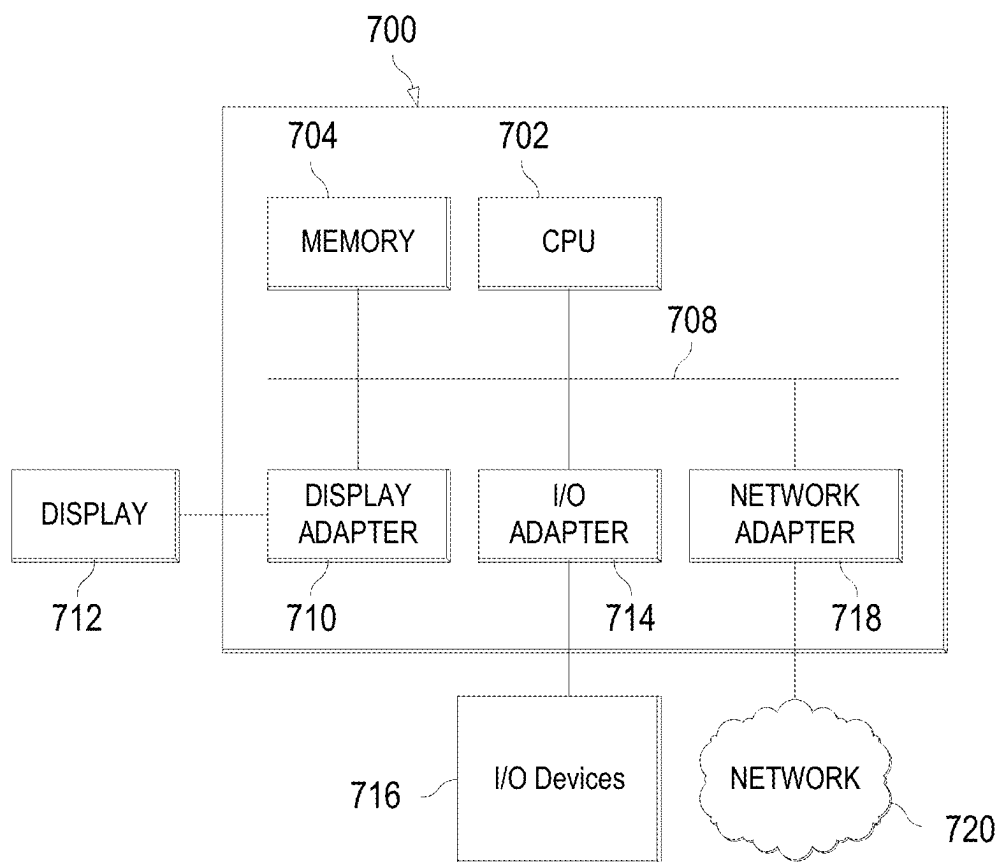 700
704
702
MEMORY
CPU
708
DISPLAY
DISPLAY
ADAPTER
I/O
ADAPTER
NETWORK
ADAPTER
712
710
714
718
I/O Devices
NETWORK
716
720